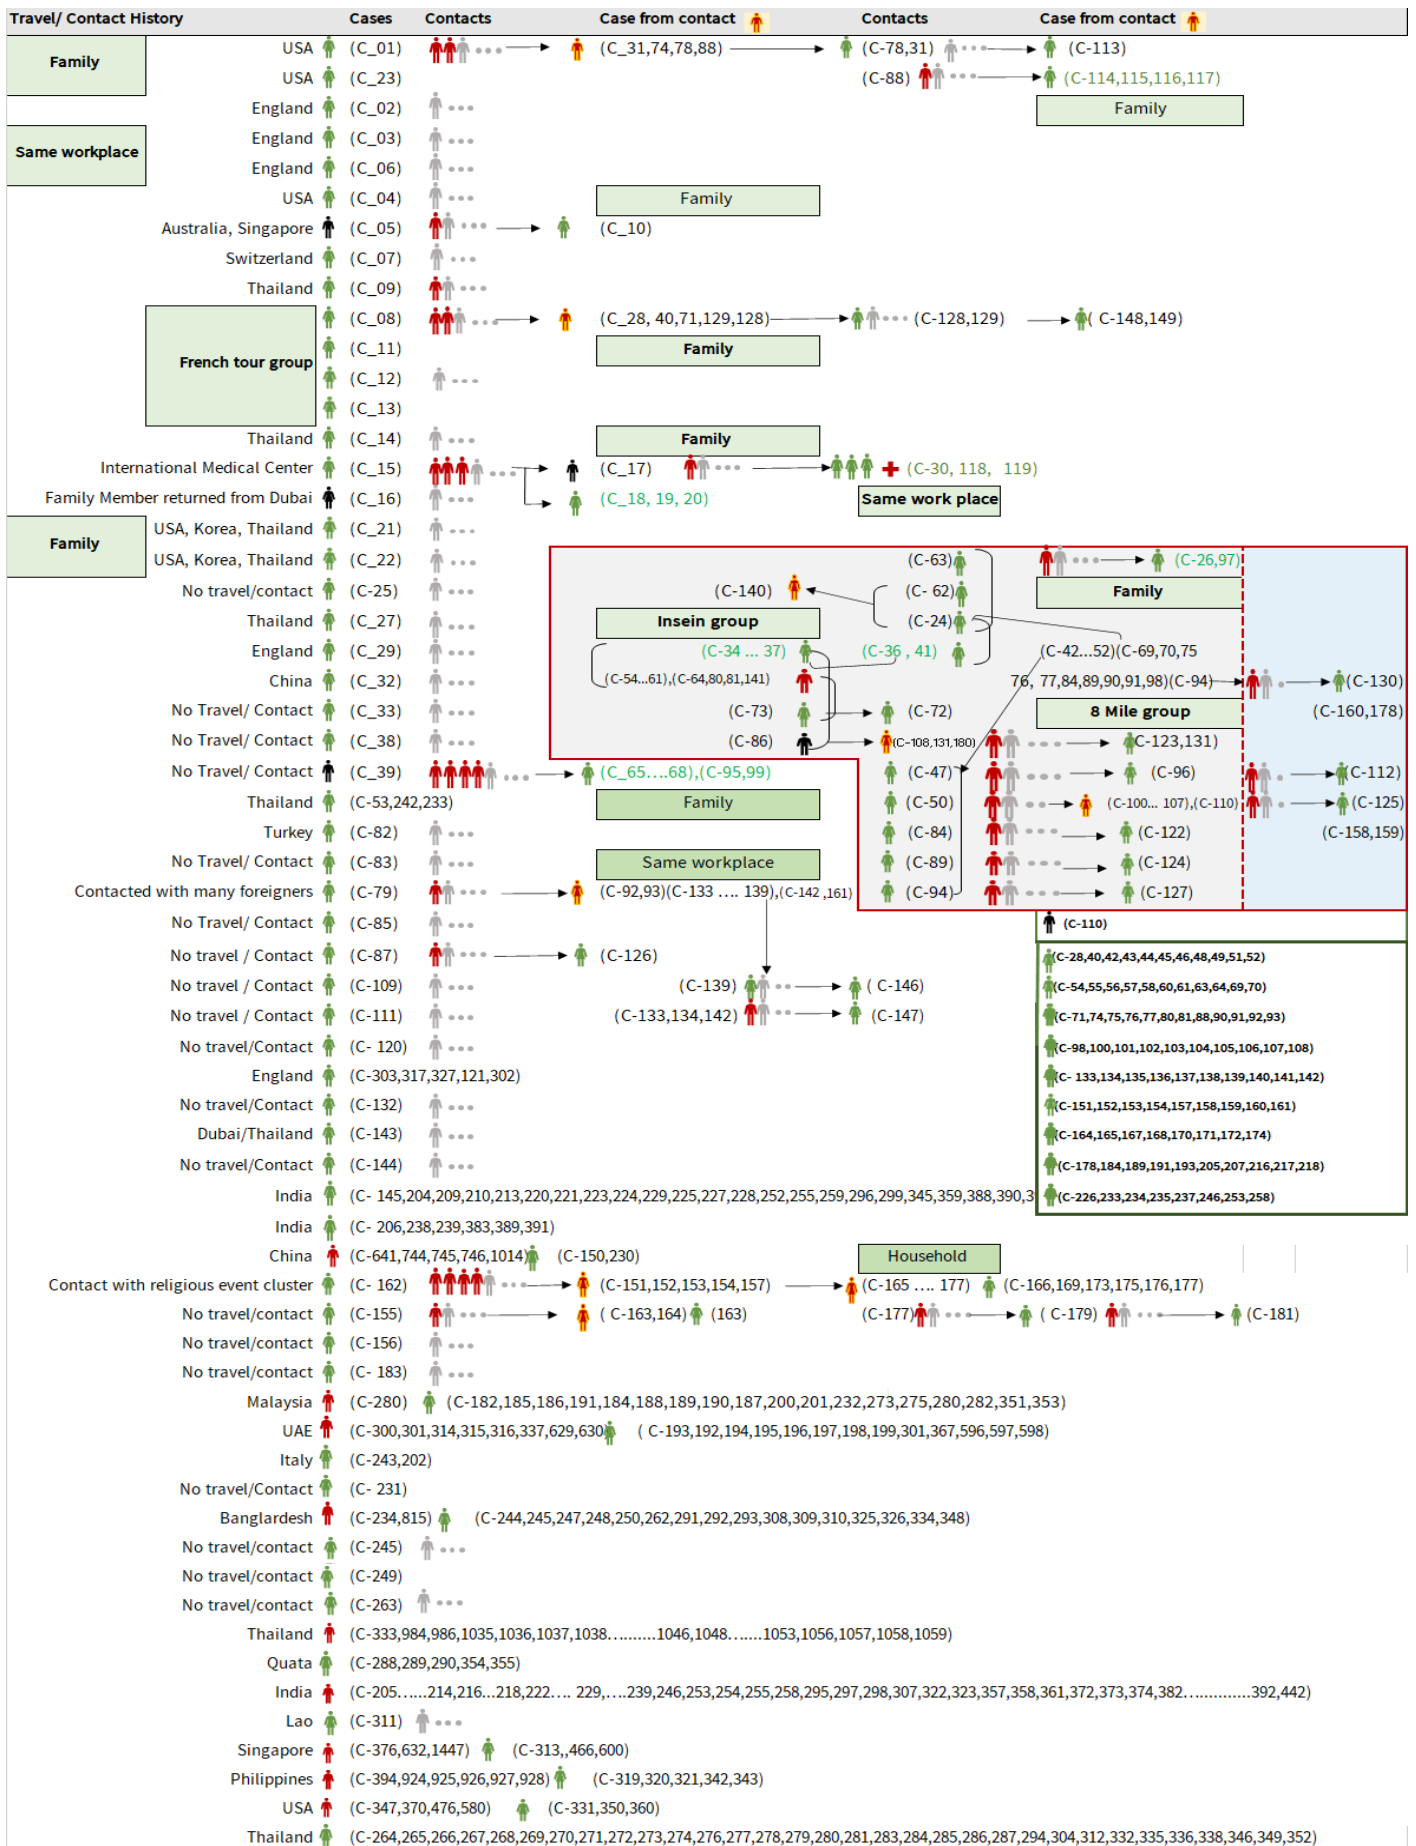 Travel/ Contact History Cases Contacts Case from contact Contacts Case from contact
Family
USA (C_01) (C_31,74,78,88) (C-78,31) (C-113)
USA (C_23) (C-88) (C-114,115,116,117)
England (C_02) Family
Same workplace
England (C_03)
England (C_06)
USA (C_04) Family
Australia, Singapore (C_05) (C_10)
Switzerland (C_07)
Thailand (C_09)
French tour group
(C_08) (C_28, 40,71,129,128) (C-128,129) ( C-148,149)
(C_11) Family
(C_12)
(C_13)
Thailand (C_14) Family
International Medical Center (C_15) (C_17) (C-30, 118, 119)
Family Member returned from Dubai (C_16) (C_18, 19, 20) Same work place
Family
USA, Korea, Thailand (C_21)
USA, Korea, Thailand (C_22) (C-63) (C-26,97)
No travel/contact (C-25) (C-140) (C- 62) Family
Thailand (C_27) Insein group (C-24)
England (C_29) (C-34 ... 37) (C-36 , 41) (C-42...52)(C-69,70,75
China (C_32) (C-54...61),(C-64,80,81,141) 76, 77,84,89,90,91,98)(C-94) (C-130)
No Travel/ Contact (C_33) (C-73) (C-72) 8 Mile group (C-160,178)
No Travel/ Contact (C_38) (C-86) (C-108,131,180) C-123,131)
No Travel/ Contact (C_39) (C_65....68),(C-95,99) (C-47) (C-96) (C-112)
Thailand (C-53,242,233) Family (C-50) (C-100... 107),(C-110) (C-125)
Turkey (C-82) (C-84) (C-122) (C-158,159)
No Travel/ Contact (C-83) Same workplace (C-89) (C-124)
Contacted with many foreigners (C-79) (C-92,93)(C-133 .... 139),(C-142 ,161) (C-94) (C-127)
No Travel/ Contact (C-85) (C-110)
No travel / Contact (C-87) (C-126) (C-28,40,42,43,44,45,46,48,49,51,52)
No travel / Contact (C-109) (C-139) ( C-146) (C-54,55,56,57,58,60,61,63,64,69,70)
No travel / Contact (C-111) (C-133,134,142) (C-147) (C-71,74,75,76,77,80,81,88,90,91,92,93)
No travel/Contact (C- 120) (C-98,100,101,102,103,104,105,106,107,108)
England (C-303,317,327,121,302) (C- 133,134,135,136,137,138,139,140,141,142)
No travel/Contact (C-132) (C-151,152,153,154,157,158,159,160,161)
Dubai/Thailand (C-143) (C-164,165,167,168,170,171,172,174)
No travel/Contact (C-144) (C-178,184,189,191,193,205,207,216,217,218)
India (C- 145,204,209,210,213,220,221,223,224,229,225,227,228,252,255,259,296,299,345,359,388,390,3 (C-226,233,234,235,237,246,253,258)
India (C- 206,238,239,383,389,391)
China (C-641,744,745,746,1014) (C-150,230) Household
Contact with religious event cluster (C- 162) (C-151,152,153,154,157) (C-165 .... 177) (C-166,169,173,175,176,177)
No travel/contact (C-155) ( C-163,164) (163) (C-177) ( C-179) (C-181)
No travel/contact (C-156)
No travel/contact (C- 183)
Malaysia (C-280) (C-182,185,186,191,184,188,189,190,187,200,201,232,273,275,280,282,351,353)
UAE (C-300,301,314,315,316,337,629,630) ( C-193,192,194,195,196,197,198,199,301,367,596,597,598)
Italy (C-243,202)
No travel/Contact (C- 231)
Banglardesh (C-234,815) (C-244,245,247,248,250,262,291,292,293,308,309,310,325,326,334,348)
No travel/contact (C-245)
No travel/contact (C-249)
No travel/contact (C-263)
Thailand (C-333,984,986,1035,1036,1037,1038..........1046,1048.......1053,1056,1057,1058,1059)
Quata (C-288,289,290,354,355)
India (C-205.......214,216...218,222.... 229,....239,246,253,254,255,258,295,297,298,307,322,323,357,358,361,372,373,374,382..............392,442)
Lao (C-311)
Singapore (C-376,632,1447) (C-313,,466,600)
Philippines (C-394,924,925,926,927,928) (C-319,320,321,342,343)
USA (C-347,370,476,580) (C-331,350,360)
Thailand (C-264,265,266,267,268,269,270,271,272,273,274,276,277,278,279,280,281,283,284,285,286,287,294,304,312,332,335,336,338,346,349,352)